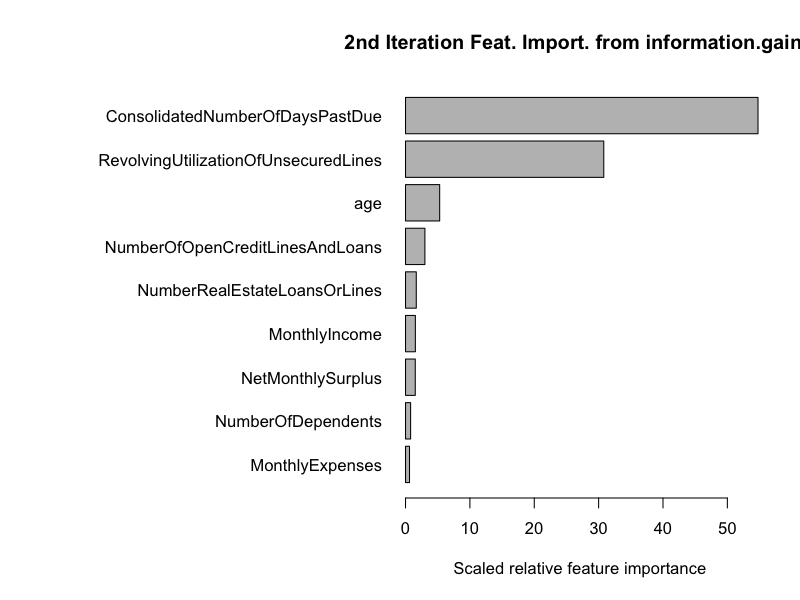 2nd Iteration Feat. Import. from information.gain
ConsolidatedNumberOfDaysPastDue
RevolvingUtilizationOfUnsecuredLines
age
NumberOfOpenCreditLinesAndLoans
NumberRealEstateLoansOrLines
MonthlyIncome
NetMonthlySurplus
NumberOfDependents
MonthlyExpenses
0 10 20 30 40 50
Scaled relative feature importance